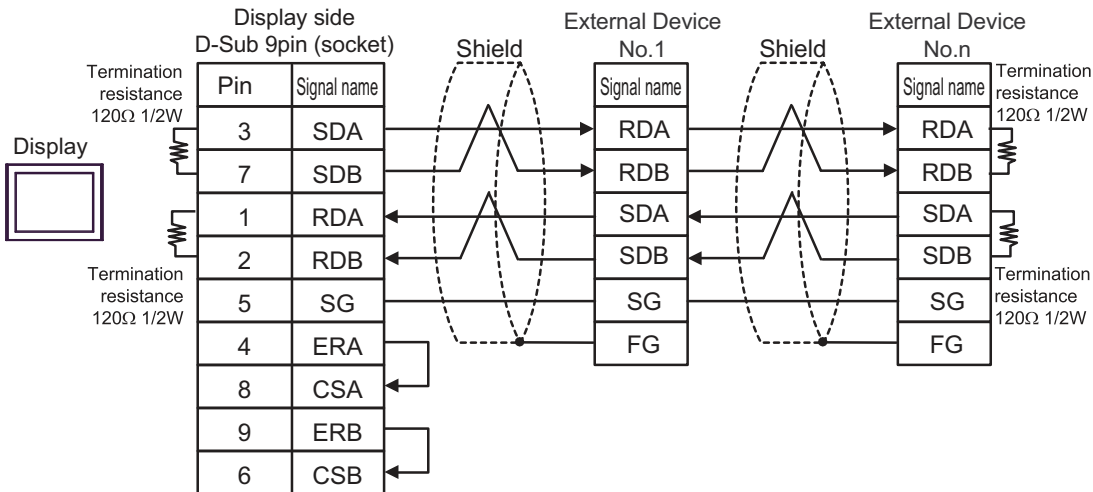 Display side
D-Sub 9pin (socket)
External Device
No.1
External Device
No.n
Shield
Shield
Termination
resistance
120Ω 1/2W
Termination
resistance
120Ω 1/2W
Display
Pin Signal name
3 SDA
7 SDB
1 RDA
2 RDB
5 SG
4 ERA
8 CSA
9 ERB
6 CSB
Signal name
RDA
RDB
SDA
SDB
SG
FG
Signal name
RDA
RDB
SDA
SDB
SG
FG
Termination
resistance
120Ω 1/2W
Termination
resistance
120Ω 1/2W